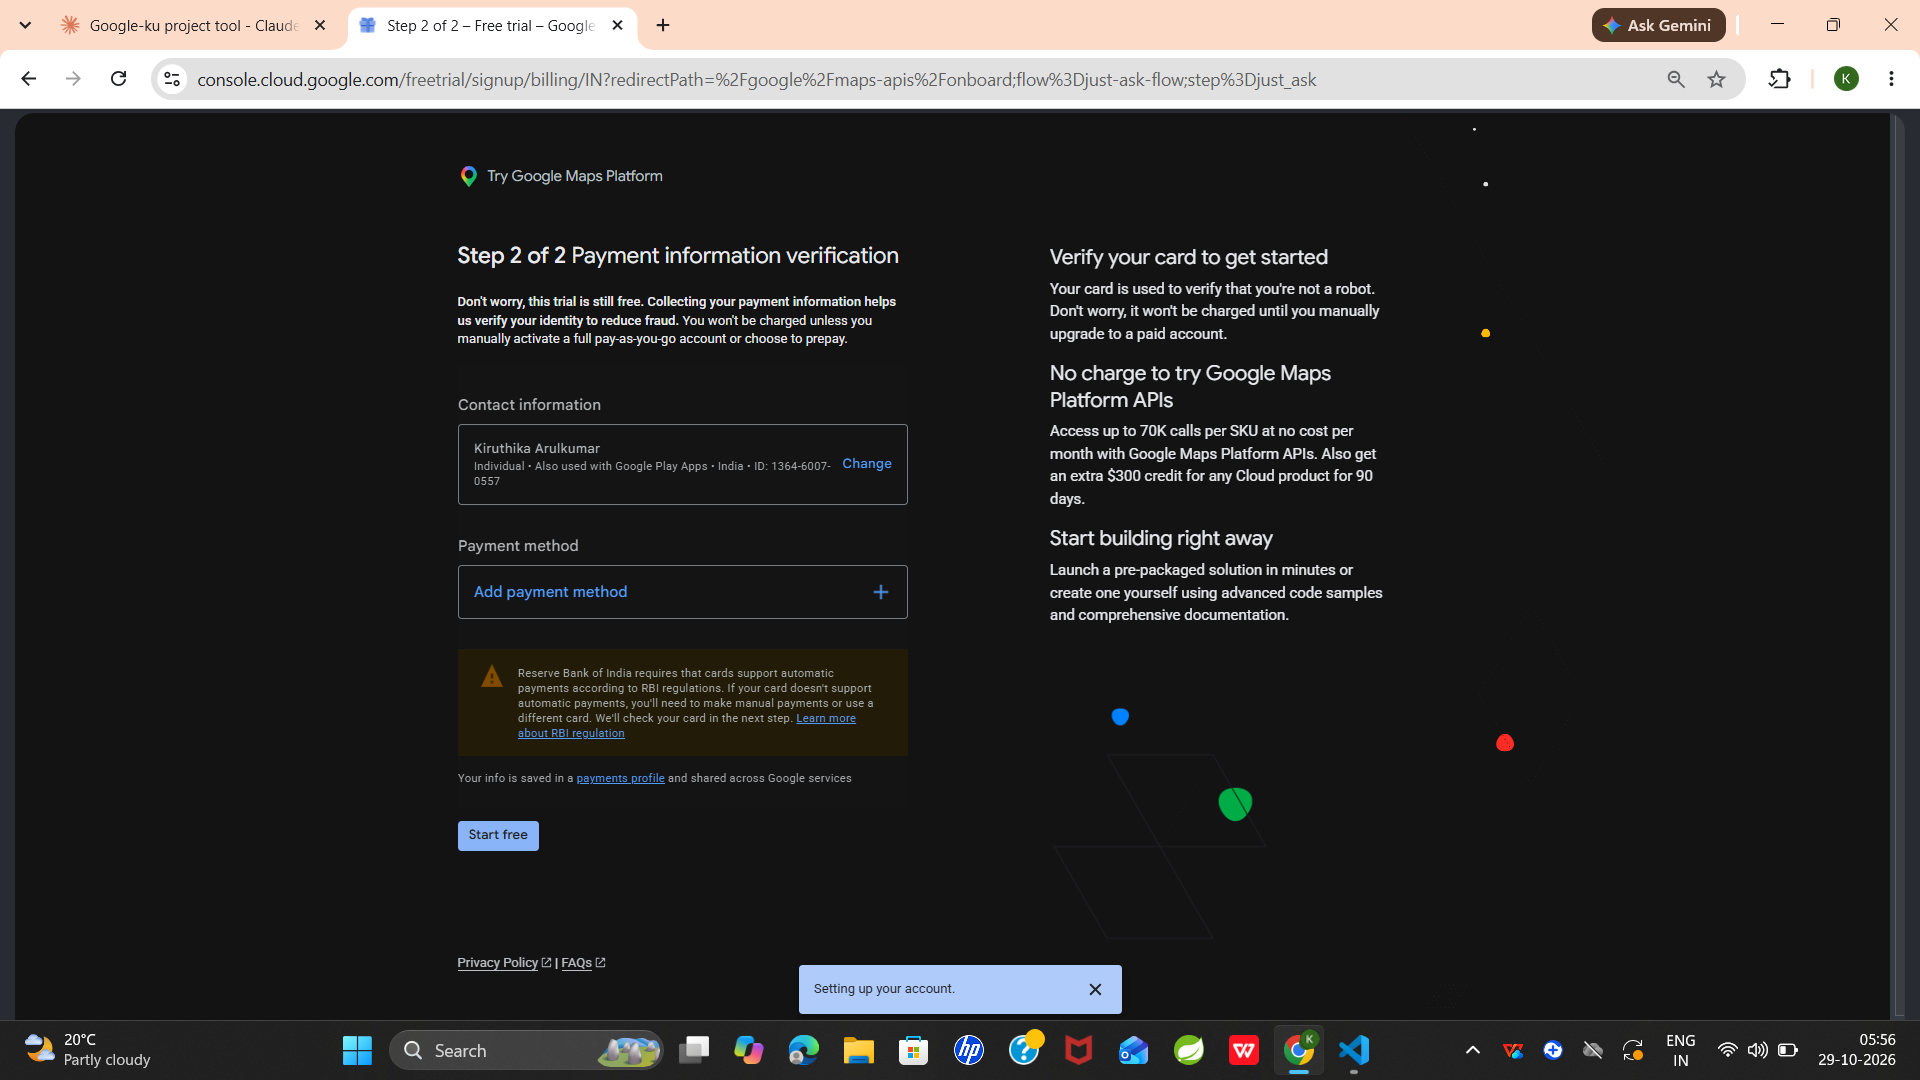 Google-ku project tool - Claude
Step 2 of 2 – Free trial – Google
Ask Gemini
console.cloud.google.com/freetrial/signup/billing/IN?redirectPath=%2Fgoogle%2Fmaps-apis%2Fonboard;flow%3Djust-ask-flow;step%3Djust_ask
K
Try Google Maps Platform
Step 2 of 2 Payment information verification
Don't worry, this trial is still free. Collecting your payment information helps
us verify your identity to reduce fraud. You won't be charged unless you
manually activate a full pay-as-you-go account or choose to prepay.
Contact information
Kiruthika Arulkumar
Individual • Also used with Google Play Apps • India • ID: 1364-6007-
0557
Change
Payment method
Add payment method
Reserve Bank of India requires that cards support automatic
payments according to RBI regulations. If your card doesn't support
automatic payments, you'll need to make manual payments or use a
different card. We'll check your card in the next step. Learn more
about RBI regulation
Your info is saved in a payments profile and shared across Google services
Start free
Privacy Policy | FAQs
Verify your card to get started
Your card is used to verify that you're not a robot.
Don't worry, it won't be charged until you manually
upgrade to a paid account.
No charge to try Google Maps
Platform APIs
Access up to 70K calls per SKU at no cost per
month with Google Maps Platform APIs. Also get
an extra $300 credit for any Cloud product for 90
days.
Start building right away
Launch a pre-packaged solution in minutes or
create one yourself using advanced code samples
and comprehensive documentation.
Setting up your account.
20°C
Partly cloudy
Search
hp
K
ENG
IN
05:56
29-10-2026